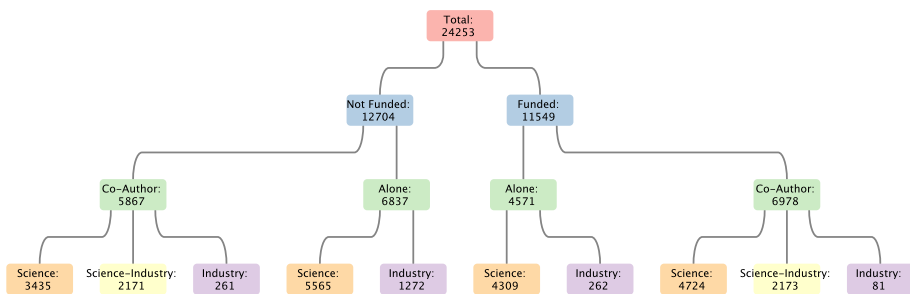 Total:
24253
Not Funded:
12704
Funded:
11549
Co-Author:
5867
Alone:
6837
Alone:
4571
Co-Author:
6978
Science:
3435
Science-Industry:
2171
Industry:
261
Science:
5565
Industry:
1272
Science:
4309
Industry:
262
Science:
4724
Science-Industry:
2173
Industry:
81